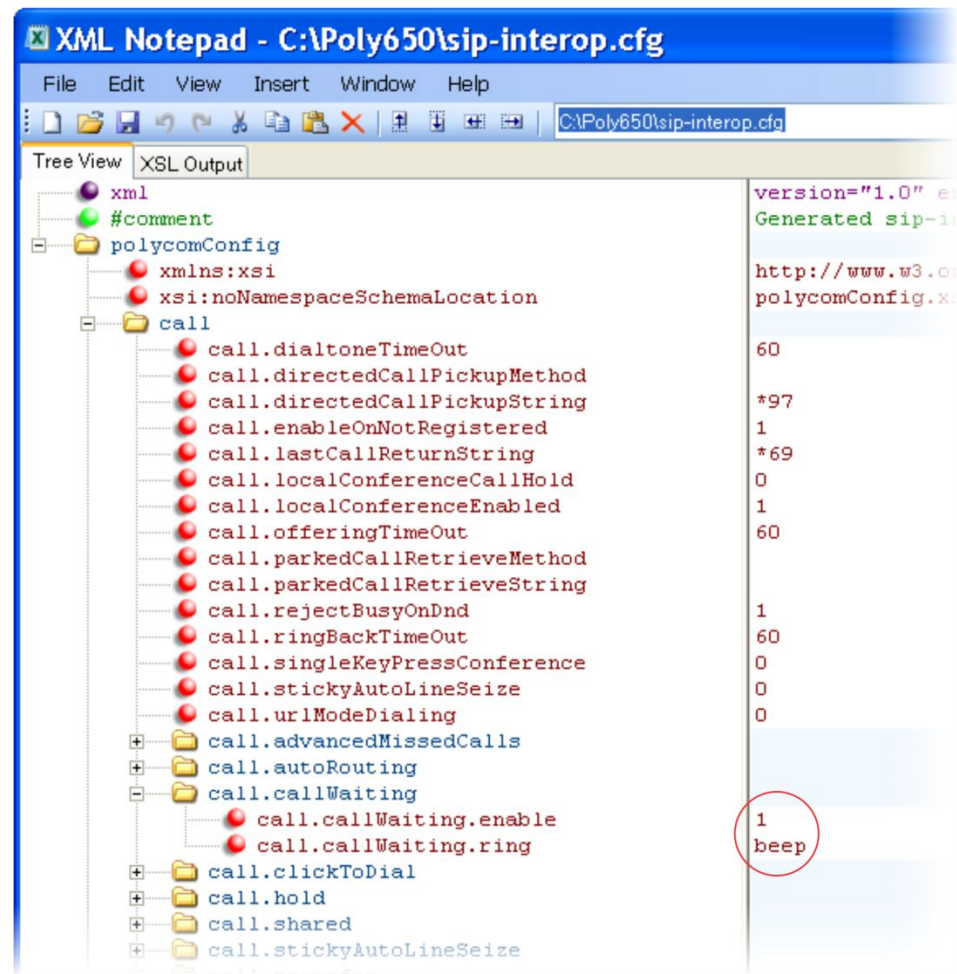 XML Notepad - C:\Poly650\sip-interop.cfg
File Edit View Insert Window Help
C:\Poly650\sip-interop.cfg
Tree View XSL Output
xml version="1.0"
#comment Generated
polycomConfig
xmlns:xsi
xsi:noNamespaceSchemaLocation
call
call.dialtoneTimeOut 60
call.directedCallPickupMethod
call.directedCallPickupString *97
call.enableOnNotRegistered 1
call.lastCallReturnString *69
call.localConferenceCallHold 0
call.localConferenceEnabled 1
call.offeringTimeOut 60
call.parkedCallRetrieveMethod
call.parkedCallRetrieveString
call.rejectBusyOnDnd 1
call.ringBackTimeOut 60
call.singleKeyPressConference 0
call.stickyAutoLineSeize 0
call.urlModeDialing 0
call.advancedMissedCalls
call.autoRouting
call.callWaiting
call.callWaiting.enable 1
call.callWaiting.ring beep
call.clickToDial
call.hold
call.shared
call.stickyAutoLineSeize